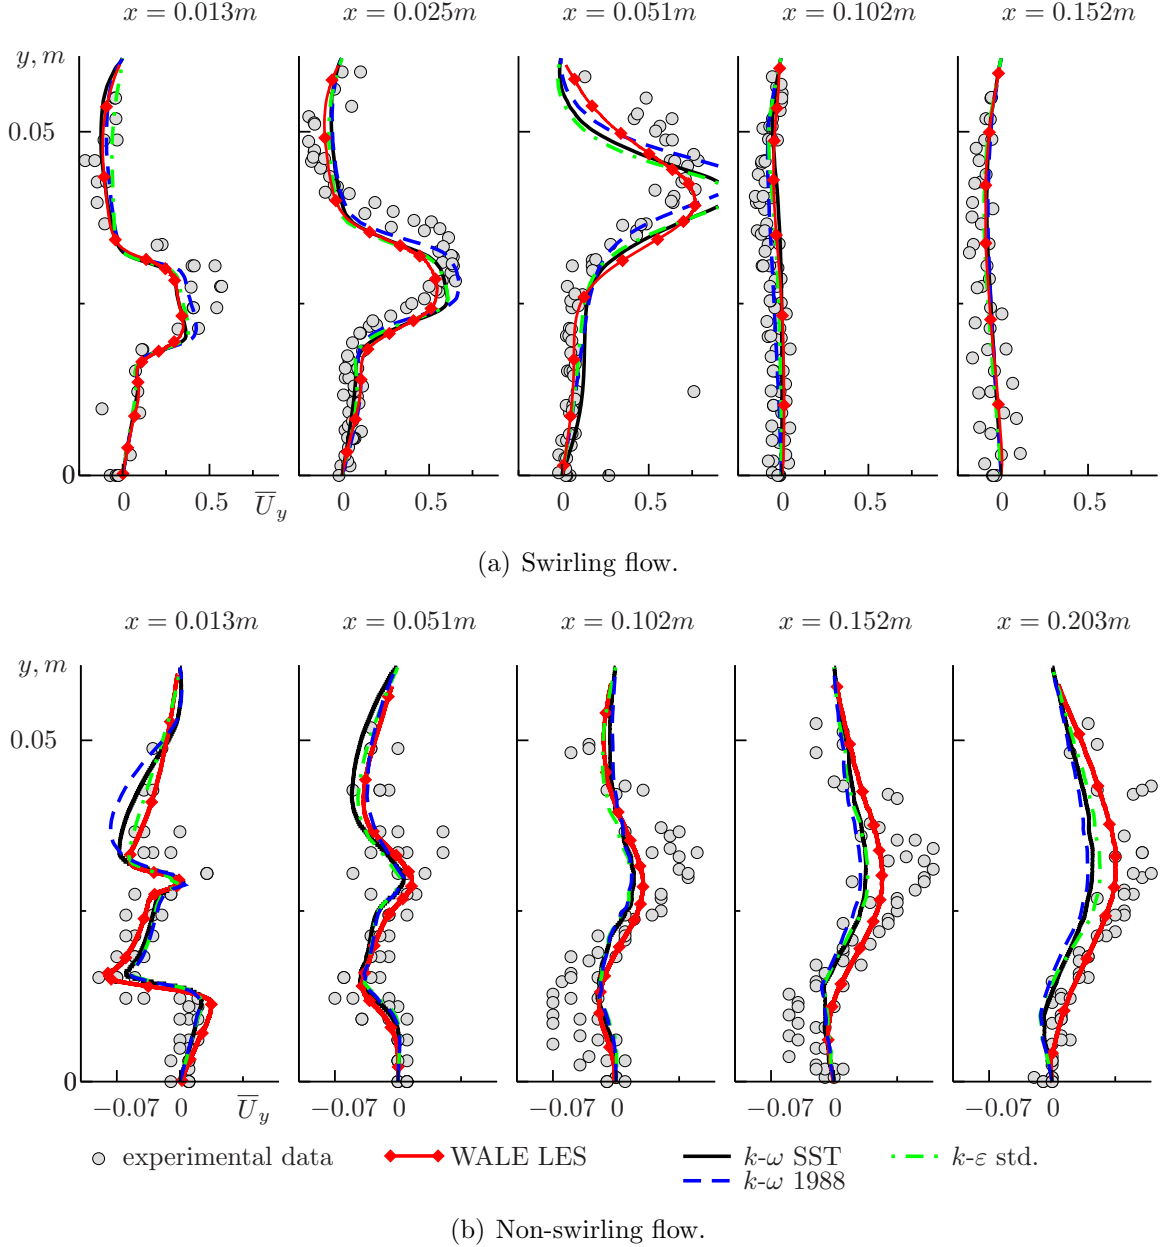 x = 0.013m x = 0.025m x = 0.051m x = 0.102m x = 0.152m
y, m
0.05
0
0 0.5 U̅y 0 0.5 0 0.5 0 0.5 0 0.5
(a) Swirling flow.
x = 0.013m x = 0.051m x = 0.102m x = 0.152m x = 0.203m
y, m
0.05
0
−0.07 0 U̅y −0.07 0 −0.07 0 −0.07 0 −0.07 0
experimental data WALE LES k-ω SST k-ε std.
k-ω 1988
(b) Non-swirling flow.